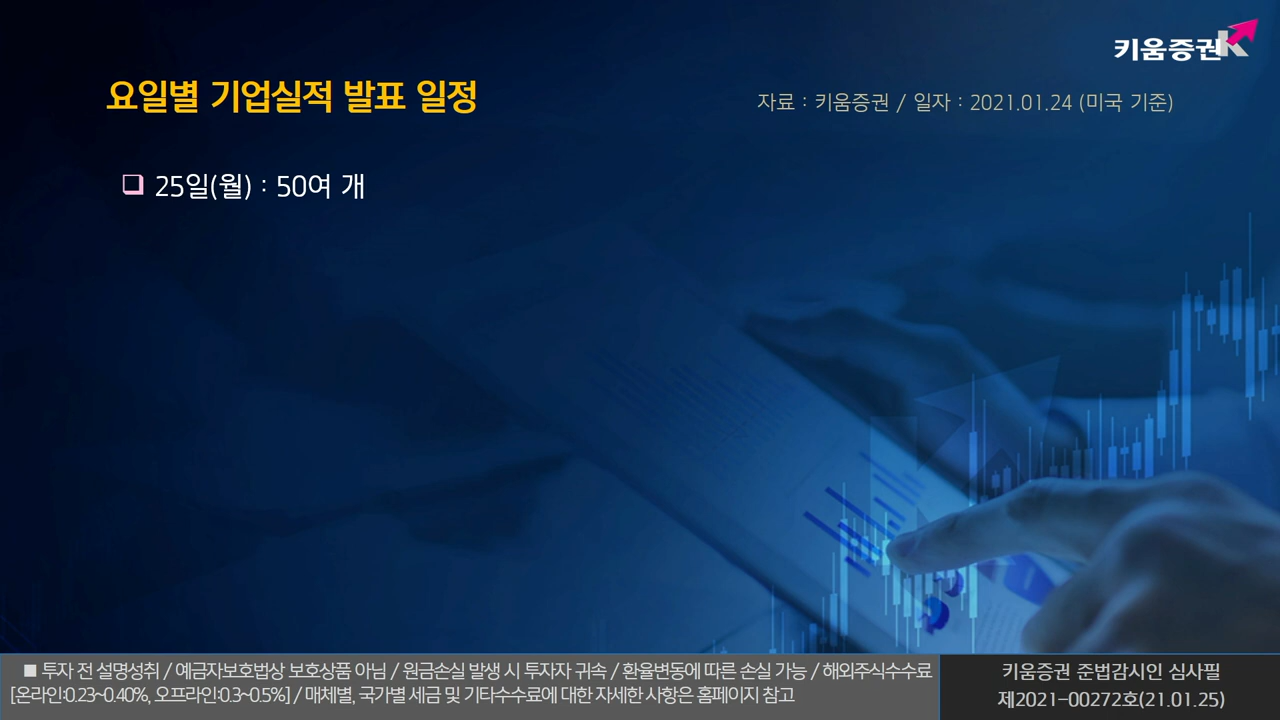 키움증권
요일별 기업실적 발표 일정
자료 : 키움증권 / 일자 : 2021.01.24 (미국 기준)
❑ 25일(월) : 50여 개
■ 투자 전 설명성취 / 예금자보호법상 보호상품 아님 / 원금손실 발생 시 투자자 귀속 / 환율변동에 따른 손실 가능 / 해외주식수수료
[온라인:0.23~0.40%, 오프라인:0.3~0.5%] / 매체별, 국가별 세금 및 기타수수료에 대한 자세한 사항은 홈페이지 참고
키움증권 준법감시인 심사필
제2021-00272호(21.01.25)